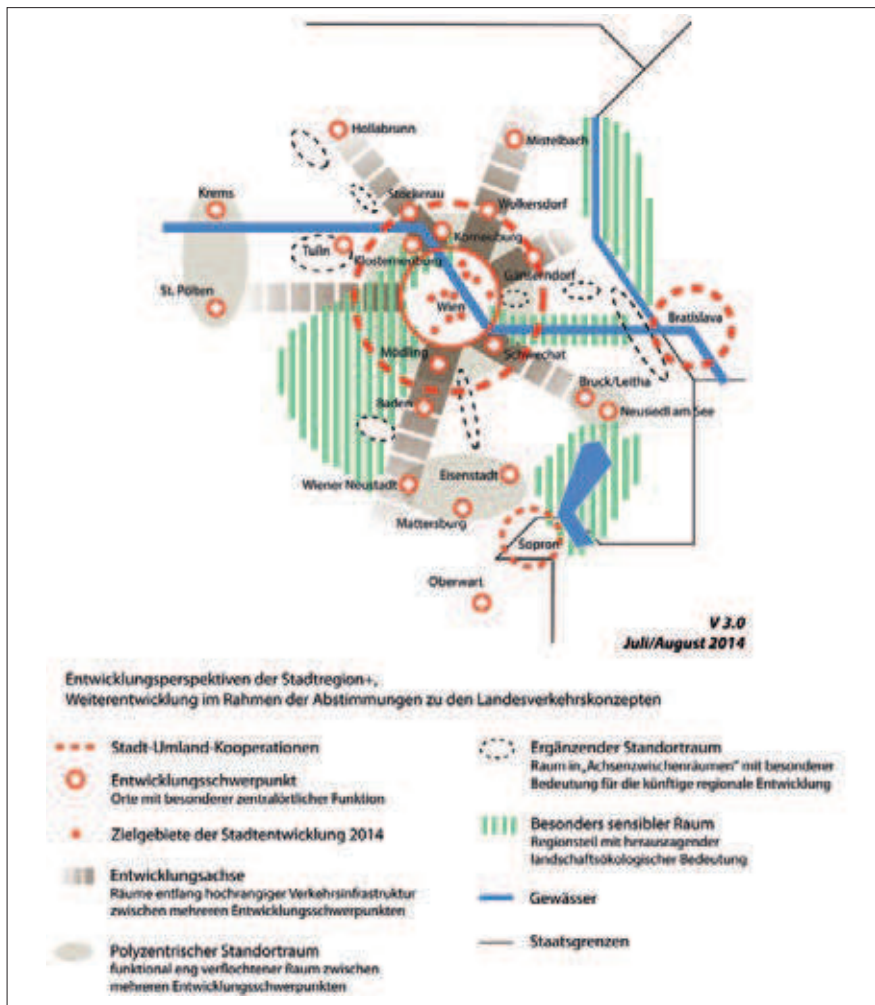 Hollabrunn
Mistelbach
Krems
Stockerau
Wolkersdorf
Korneuburg
Tulln
Klosterneuburg
Gänserndorf
St. Pölten
Wien
Bratislava
Mödling
Schwechat
Bruck/Leitha
Baden
Neusiedl am See
Wiener Neustadt
Eisenstadt
Mattersburg
Sopron
Oberwart
V 3.0
Juli/August 2014
Entwicklungsperspektiven der Stadtregion+,
Weiterentwicklung im Rahmen der Abstimmungen zu den Landesverkehrskonzepten
Stadt-Umland-Kooperationen
Entwicklungsschwerpunkt
Orte mit besonderer zentralörtlicher Funktion
Zielgebiete der Stadtentwicklung 2014
Entwicklungsachse
Räume entlang hochrangiger Verkehrsinfrastruktur
zwischen mehreren Entwicklungsschwerpunkten
Polyzentrischer Standortraum
funktional eng verflochtener Raum zwischen
mehreren Entwicklungsschwerpunkten
Ergänzender Standortraum
Raum in „Achsenzwischenräumen" mit besonderer
Bedeutung für die künftige regionale Entwicklung
Besonders sensibler Raum
Regionsteil mit herausragender
landschaftsökologischer Bedeutung
Gewässer
Staatsgrenzen